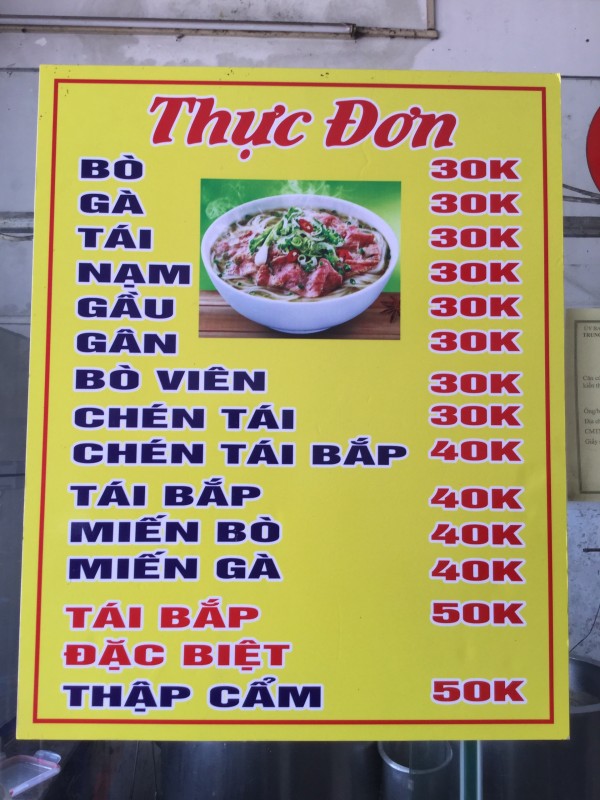 Thực Đơn
BÒ 30K
GÀ 30K
TÁI 30K
NẠM 30K
GẦU 30K
GÂN 30K
BÒ VIÊN 30K
CHÉN TÁI 30K
CHÉN TÁI BẮP 40K
TÁI BẮP 40K
MIẾN BÒ 40K
MIẾN GÀ 40K
TÁI BẮP 50K
ĐẶC BIỆT
THẬP CẨM 50K